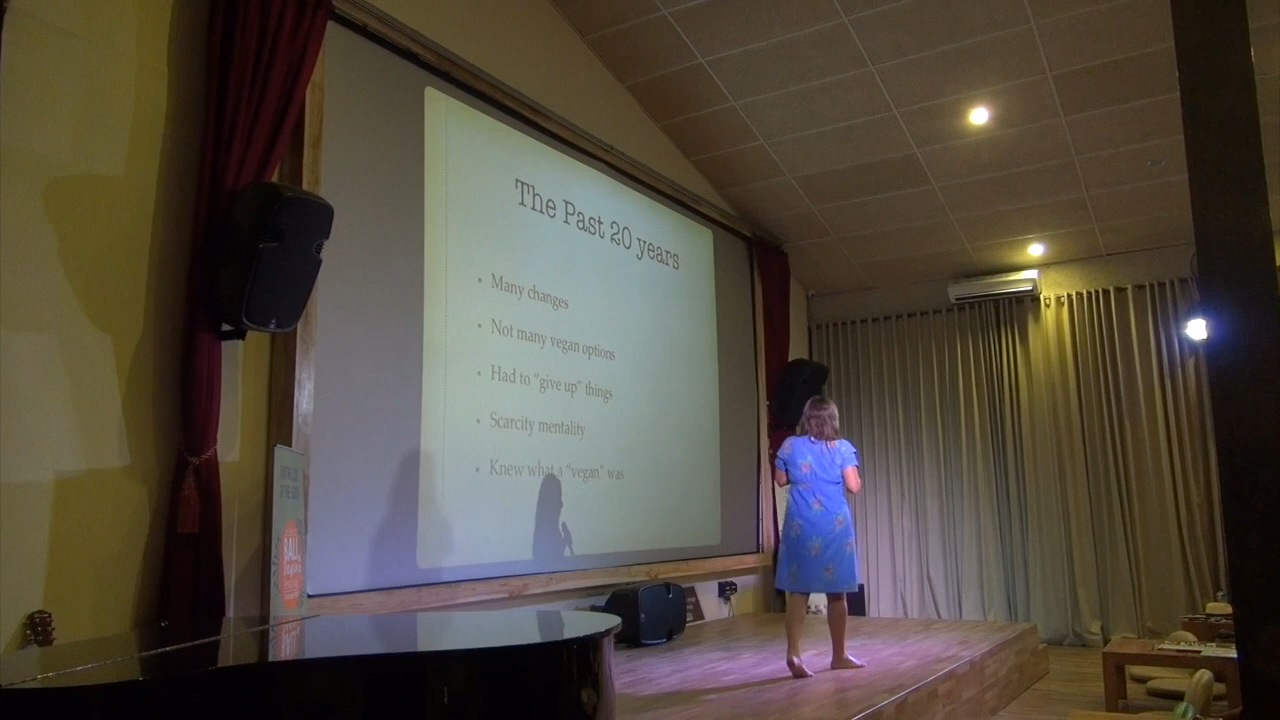 The Past 20 years
• Many changes
• Not many vegan options
• Had to “give up” things
• Scarcity mentality
• Knew what a “vegan” was
BALI